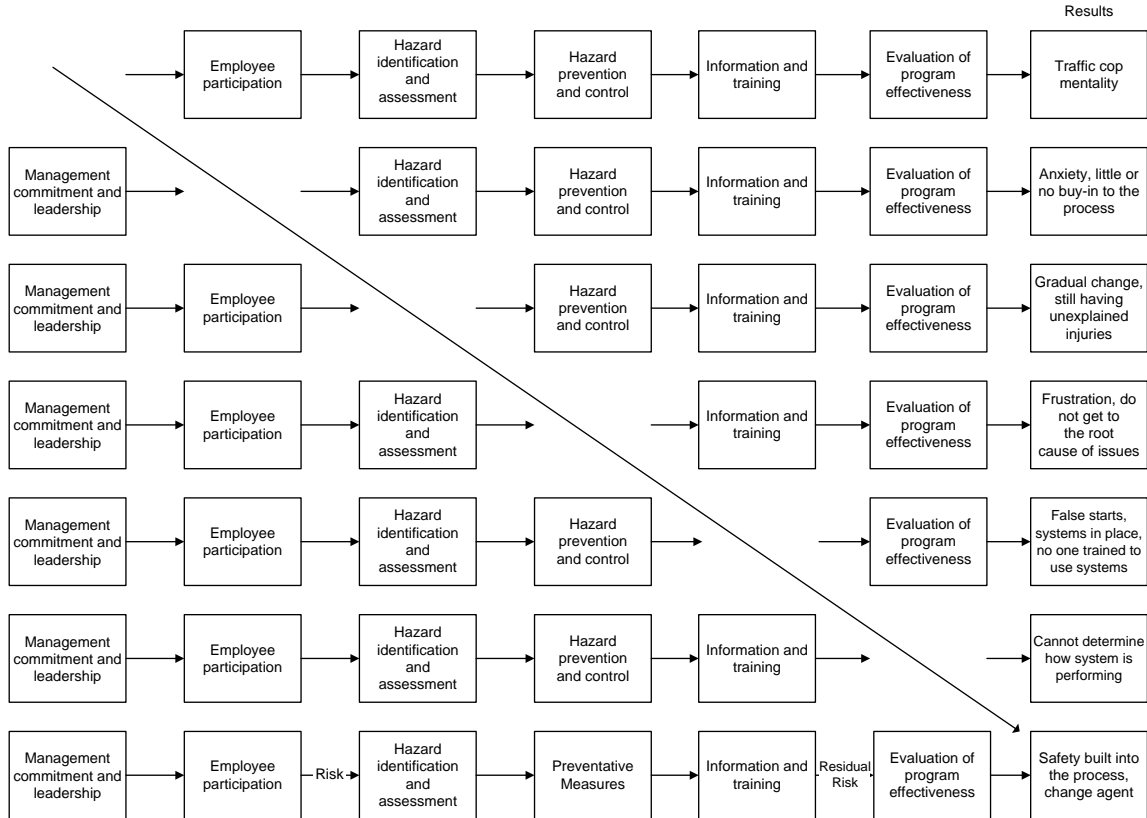 Results
Employee
participation
Hazard
identification
and
assessment
Hazard
prevention
and control
Information and
training
Evaluation of
program
effectiveness
Traffic cop
mentality
Management
commitment and
leadership
Hazard
identification
and
assessment
Hazard
prevention
and control
Information and
training
Evaluation of
program
effectiveness
Anxiety, little or
no buy-in to the
process
Management
commitment and
leadership
Employee
participation
Hazard
prevention
and control
Information and
training
Evaluation of
program
effectiveness
Gradual change,
still having
unexplained
injuries
Management
commitment and
leadership
Employee
participation
Hazard
identification
and
assessment
Information and
training
Evaluation of
program
effectiveness
Frustration, do
not get to
the root
cause of issues
Management
commitment and
leadership
Employee
participation
Hazard
identification
and
assessment
Hazard
prevention
and control
Evaluation of
program
effectiveness
False starts,
systems in place,
no one trained to
use systems
Management
commitment and
leadership
Employee
participation
Hazard
identification
and
assessment
Hazard
prevention
and control
Information and
training
Cannot determine
how system is
performing
Management
commitment and
leadership
Employee
participation
Risk
Hazard
identification
and
assessment
Preventative
Measures
Information and
training
Residual
Risk
Evaluation of
program
effectiveness
Safety built into
the process,
change agent